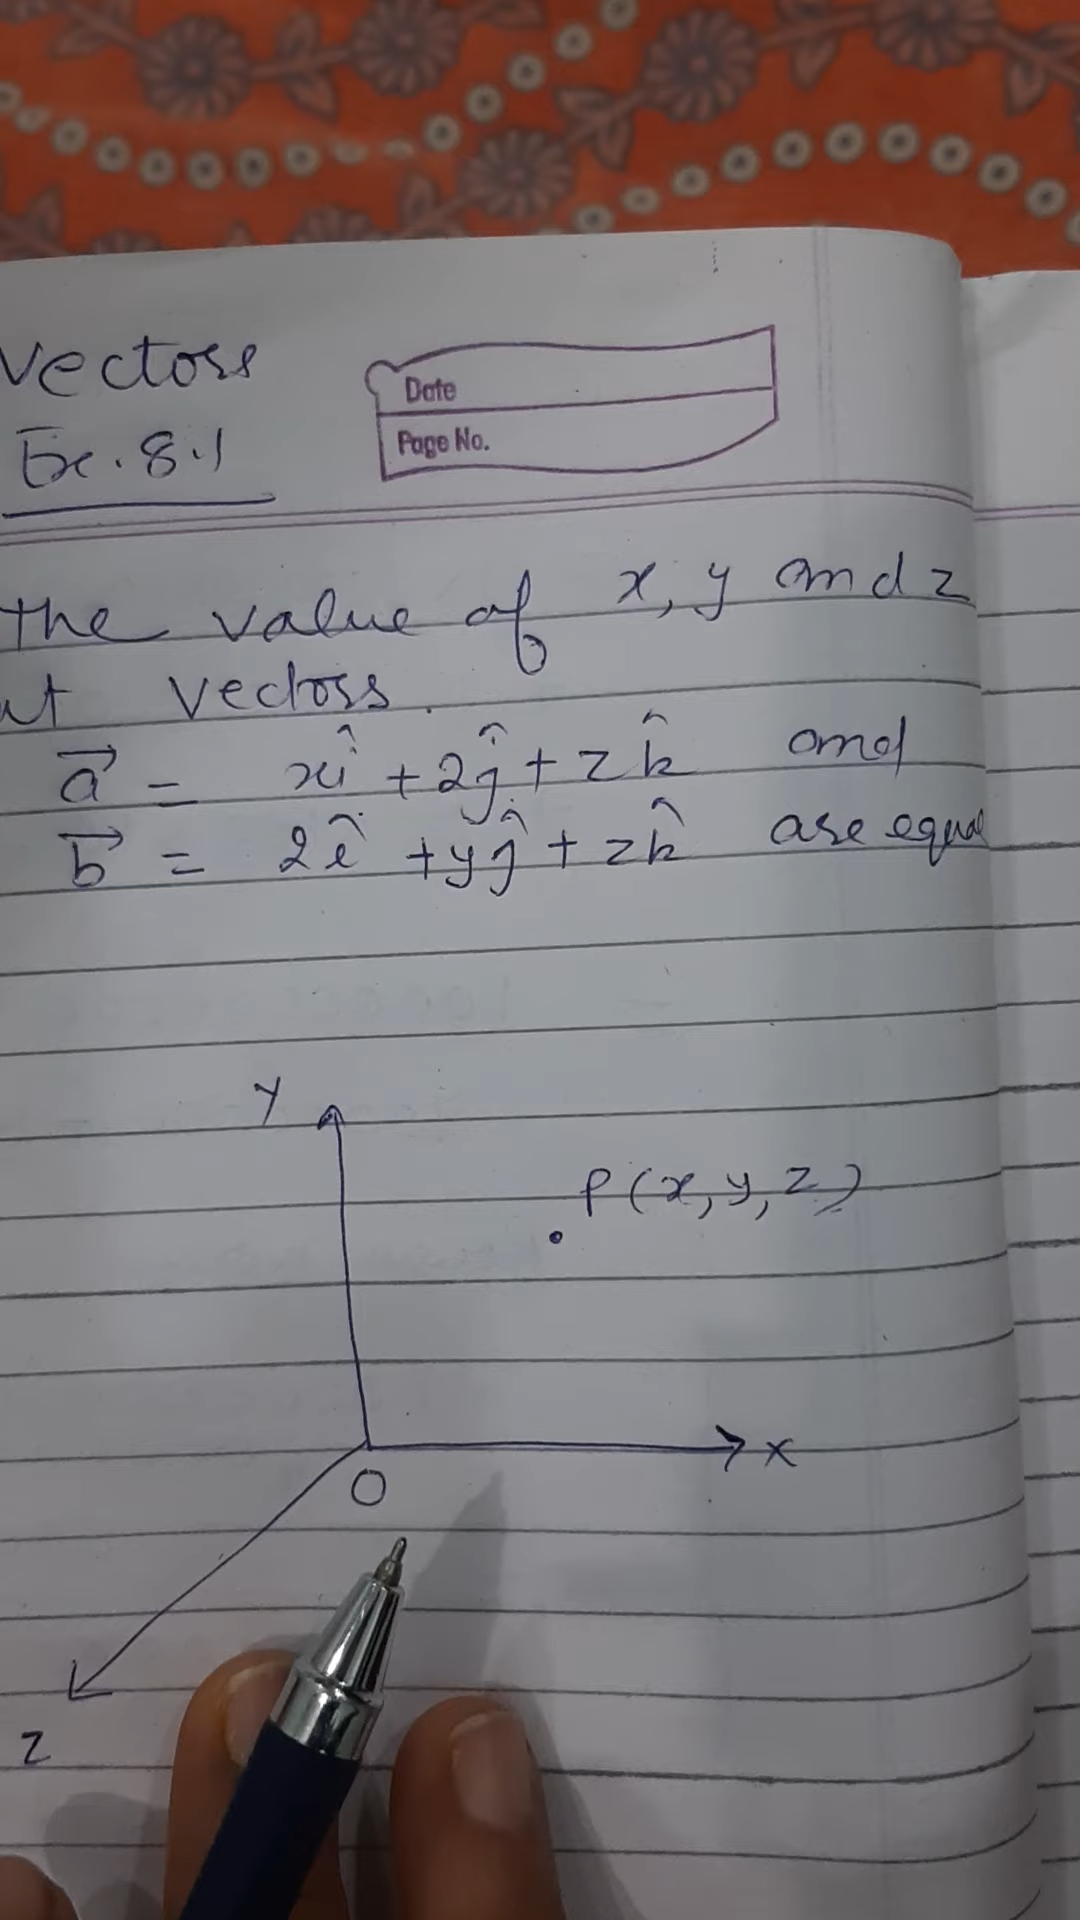 Vectors
Ex. 8.1
Date
Page No.
the value of x, y and z
vectors.
a⃗ = xî + 2ĵ + zk̂ and
b⃗ = 2î + yĵ + zk̂ are equal
Y
P(x, y, z)
X
O
Z